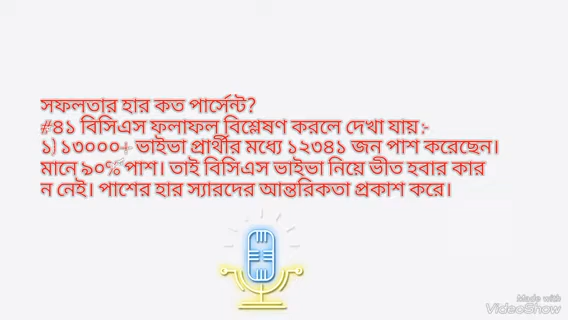 সফলতার হার কত পার্সেন্ট?
#৪১ বিসিএস ফলাফল বিশ্লেষণ করলে দেখা যায় :-
১) ১৩০০০+ ভাইভা প্রার্থীর মধ্যে ১২৩৪১ জন পাশ করেছেন।
মানে ৯০% পাশ। তাই বিসিএস ভাইভা নিয়ে ভীত হবার কার
ন নেই। পাশের হার স্যারদের আন্তরিকতা প্রকাশ করে।
Made with
VideoShow